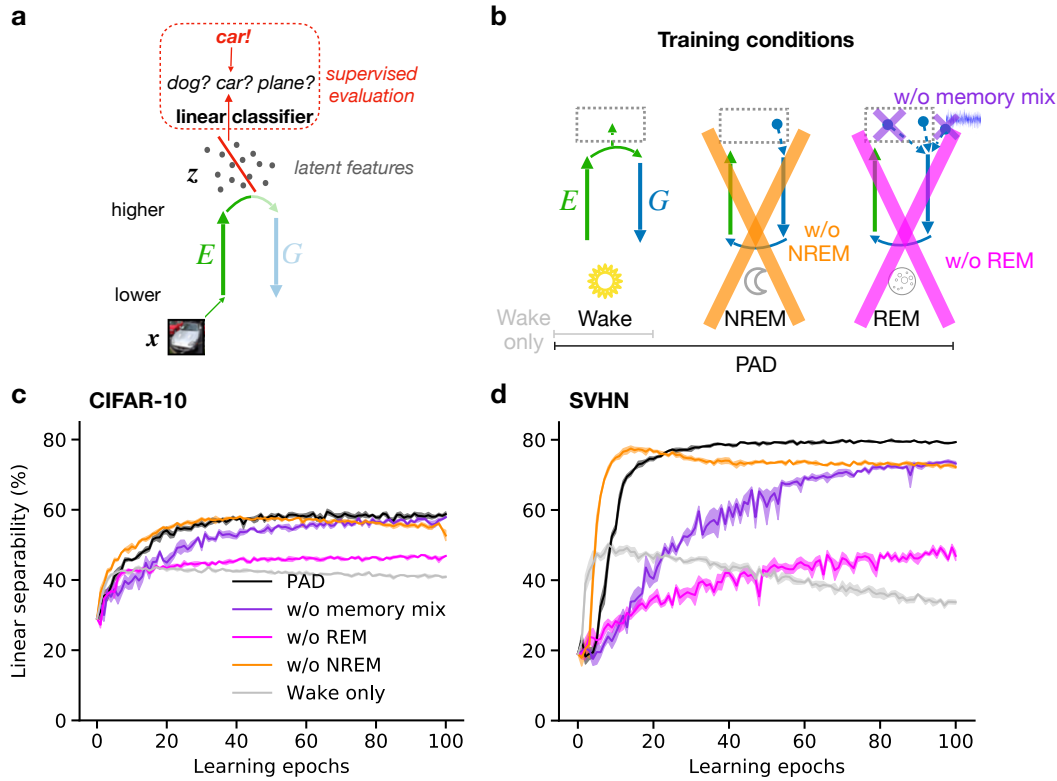 a
car!
dog? car? plane?
supervised
evaluation
linear classifier
z
latent features
higher
E
G
lower
x
b
Training conditions
w/o memory mix
E
G
w/o
NREM
w/o REM
Wake
only
Wake
NREM
REM
PAD
c
CIFAR-10
Linear separability (%)
80
60
40
20
0
0
20
40
60
80
100
Learning epochs
PAD
w/o memory mix
w/o REM
w/o NREM
Wake only
d
SVHN
80
60
40
20
0
0
20
40
60
80
100
Learning epochs